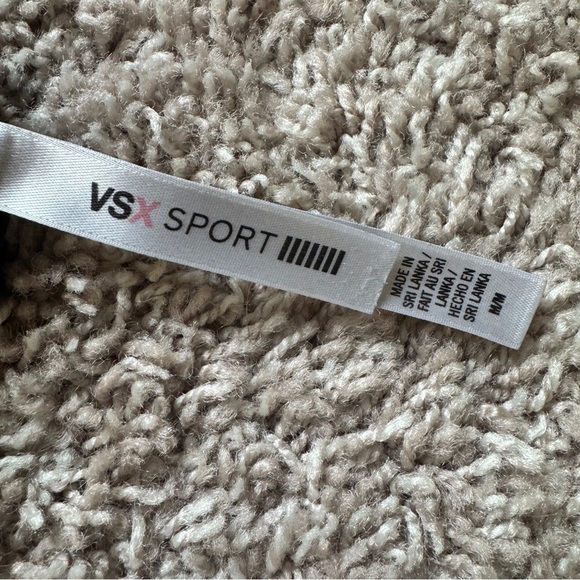 VSX SPORT
MADE IN
SRI LANKA /
FAIT AU SRI
LANKA /
HECHO EN
SRI LANKA
M/M